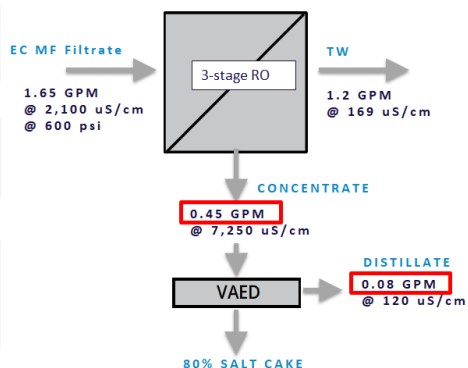 EC MF Filtrate
1.65 GPM
@ 2,100 uS/cm
@ 600 psi
3-stage RO
TW
1.2 GPM
@ 169 uS/cm
CONCENTRATE
0.45 GPM
@ 7,250 uS/cm
VAED
DISTILLATE
0.08 GPM
@ 120 uS/cm
80% SALT CAKE